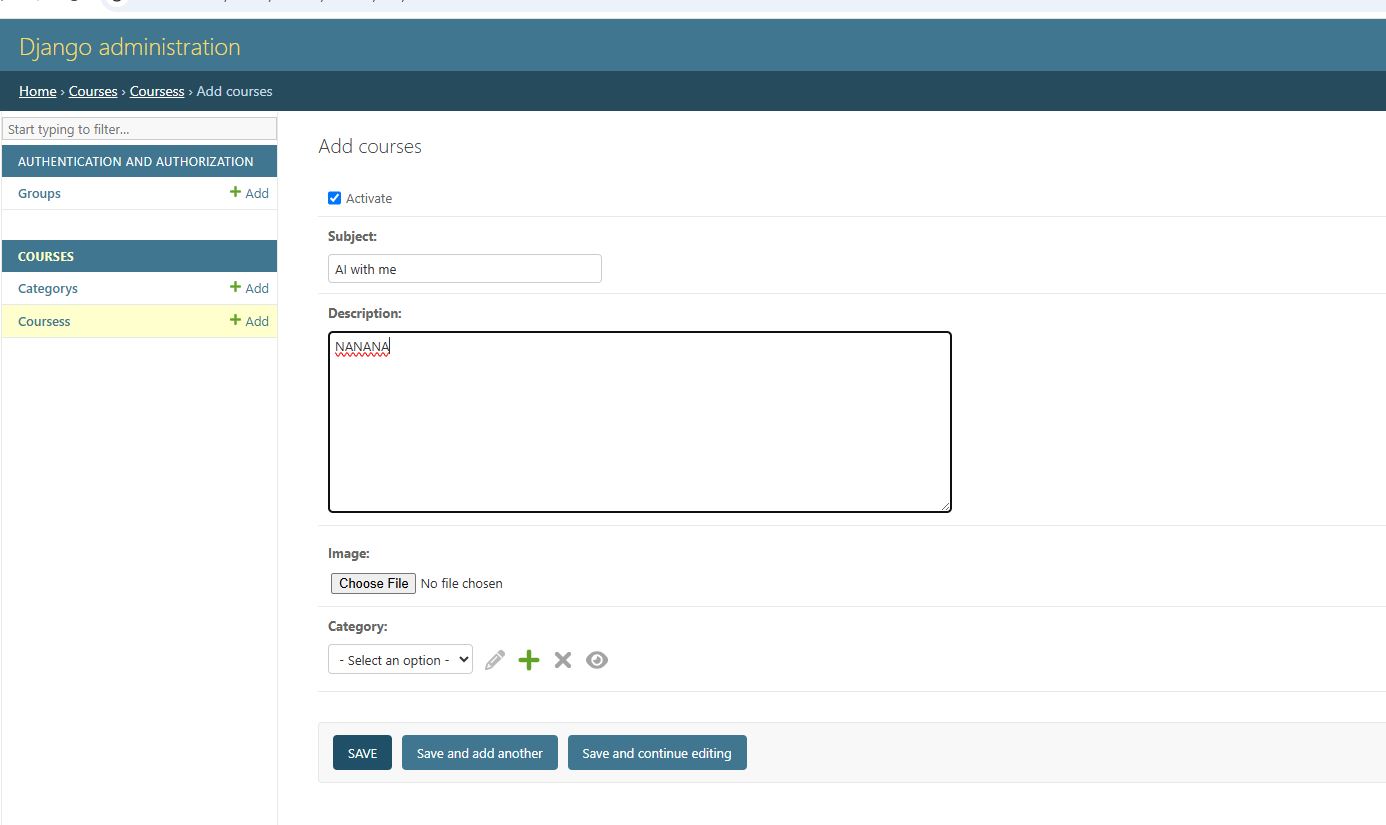 Django administration
Home › Courses › Coursess › Add courses
Start typing to filter...
AUTHENTICATION AND AUTHORIZATION
Groups + Add
COURSES
Categorys + Add
Coursess + Add
Add courses
Activate
Subject:
AI with me
Description:
NANANA
Image:
Choose File No file chosen
Category:
- Select an option -
SAVE Save and add another Save and continue editing